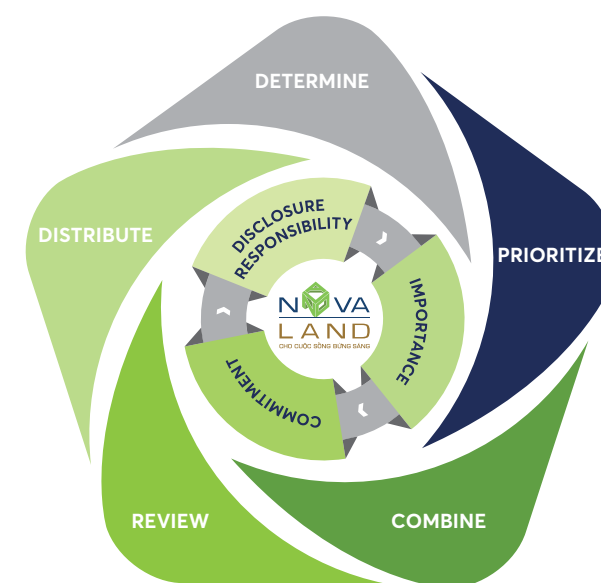 DETERMINE
PRIORITIZE
COMBINE
REVIEW
DISTRIBUTE
DISCLOSURE
RESPONSIBILITY
IMPORTANCE
COMMITMENT
NOVA
LAND
CHO CUỘC SỐNG BỪNG SÁNG